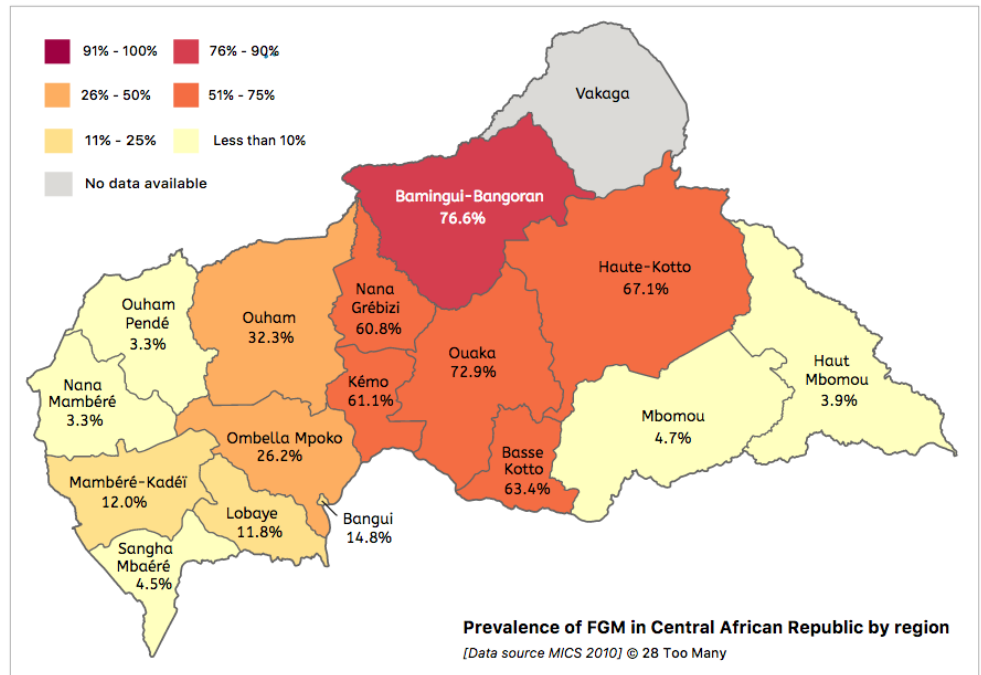 91% - 100%
76% - 90%
26% - 50%
51% - 75%
11% - 25%
Less than 10%
No data available
Vakaga
Bamingui-Bangoran
76.6%
Haute-Kotto
67.1%
Nana
Grébizi
60.8%
Ouham
Pendé
3.3%
Ouham
32.3%
Ouaka
72.9%
Kémo
61.1%
Haut
Mbomou
3.9%
Nana
Mambéré
3.3%
Mbomou
4.7%
Ombella Mpoko
26.2%
Basse
Kotto
63.4%
Mambéré-Kadéï
12.0%
Lobaye
11.8%
Bangui
14.8%
Sangha
Mbaéré
4.5%
Prevalence of FGM in Central African Republic by region
[Data source MICS 2010] © 28 Too Many